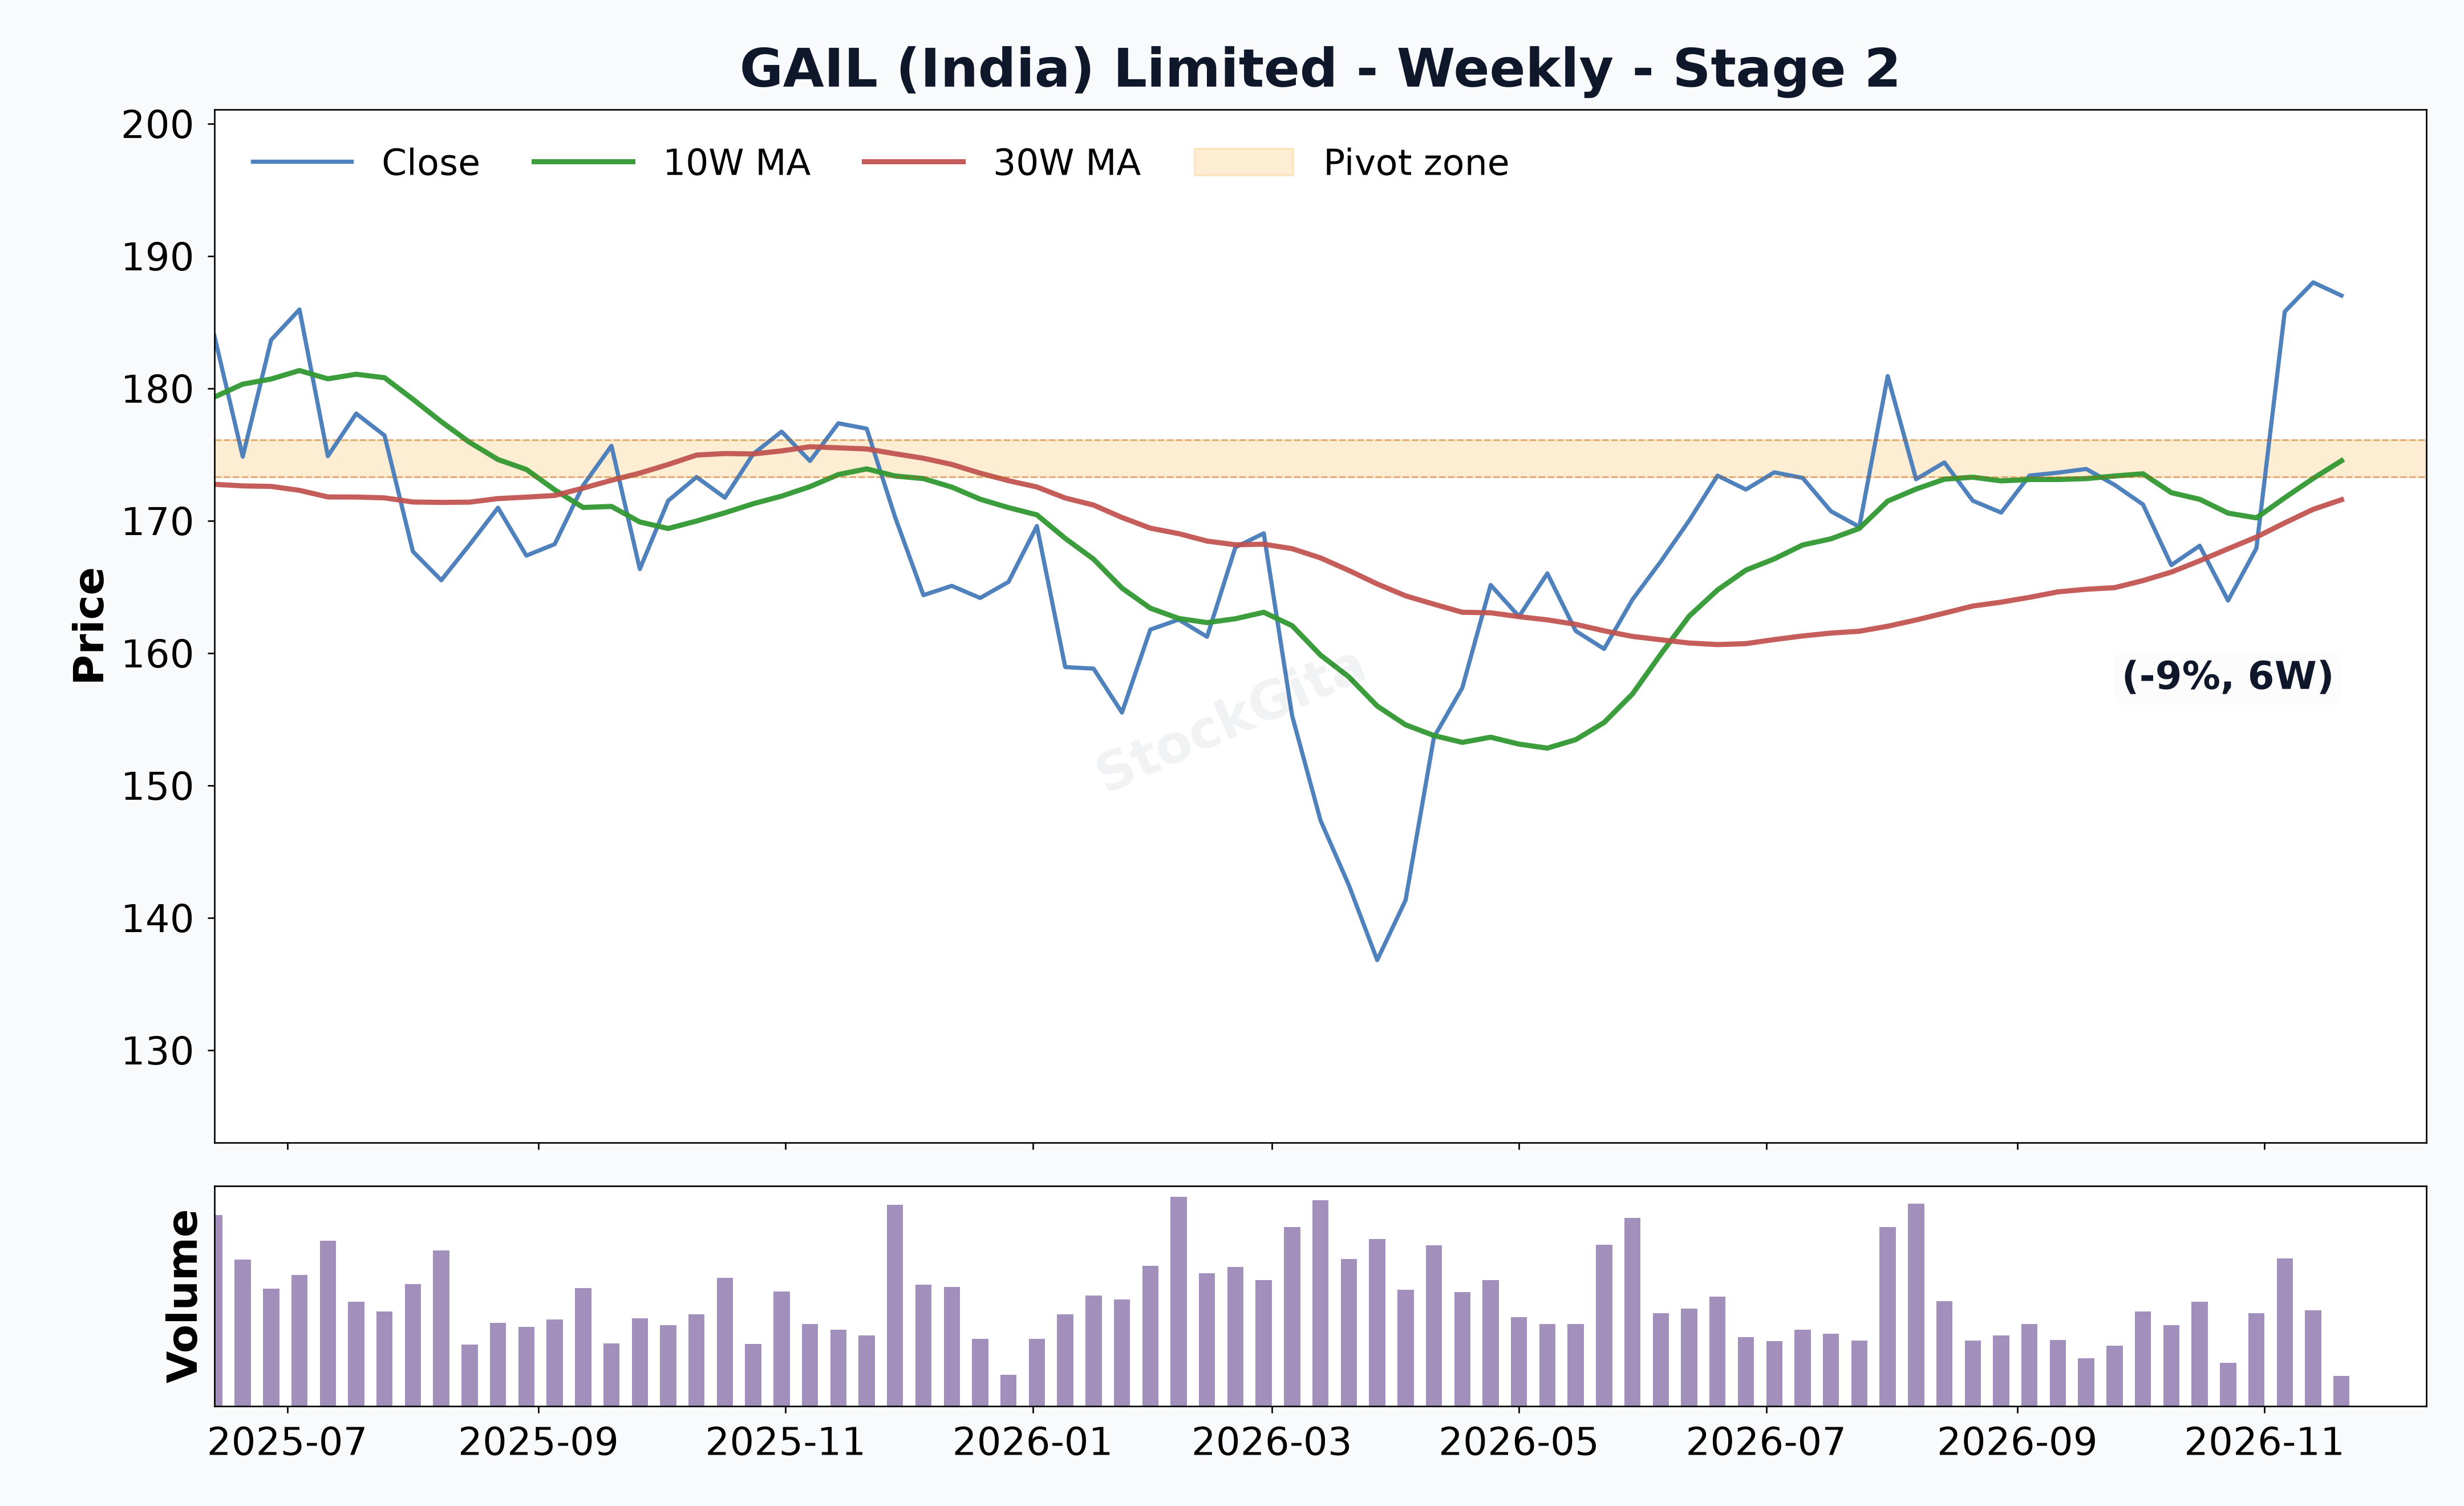 GAIL (India) Limited - Weekly - Stage 2
Close 10W MA 30W MA Pivot zone
200
190
180
170
160
150
140
130
Price
(-9%, 6W)
StockGita
Volume
2025-07 2025-09 2025-11 2026-01 2026-03 2026-05 2026-07 2026-09 2026-11